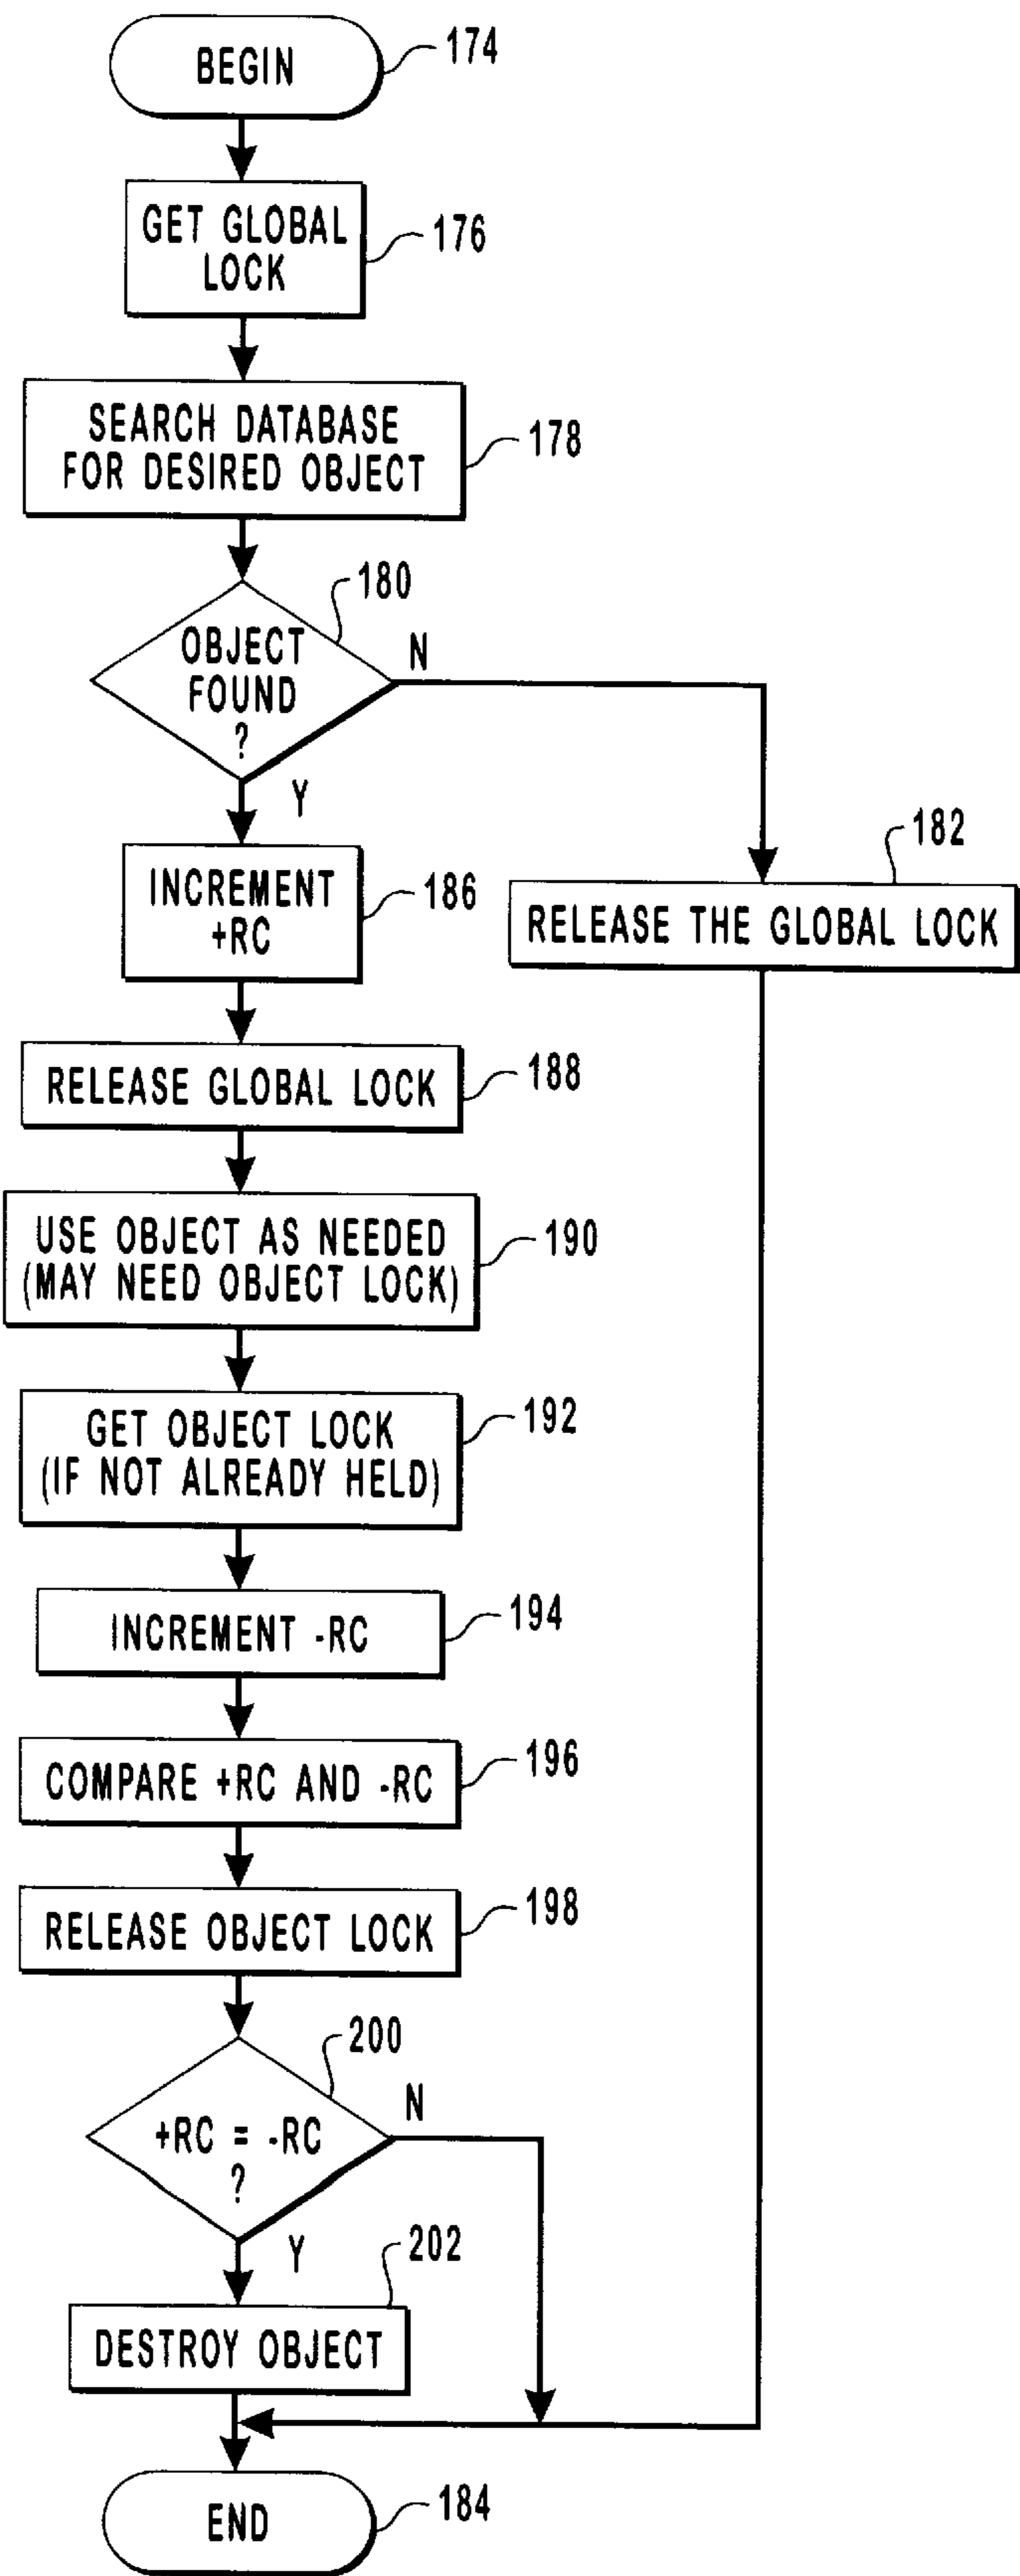 BEGIN
174
GET GLOBAL
LOCK
176
SEARCH DATABASE
FOR DESIRED OBJECT
178
180
OBJECT
FOUND
?
N
Y
182
RELEASE THE GLOBAL LOCK
INCREMENT
+RC
186
RELEASE GLOBAL LOCK
188
USE OBJECT AS NEEDED
(MAY NEED OBJECT LOCK)
190
GET OBJECT LOCK
(IF NOT ALREADY HELD)
192
INCREMENT -RC
194
COMPARE +RC AND -RC
196
RELEASE OBJECT LOCK
198
200
+RC = -RC
?
N
Y
202
DESTROY OBJECT
END
184